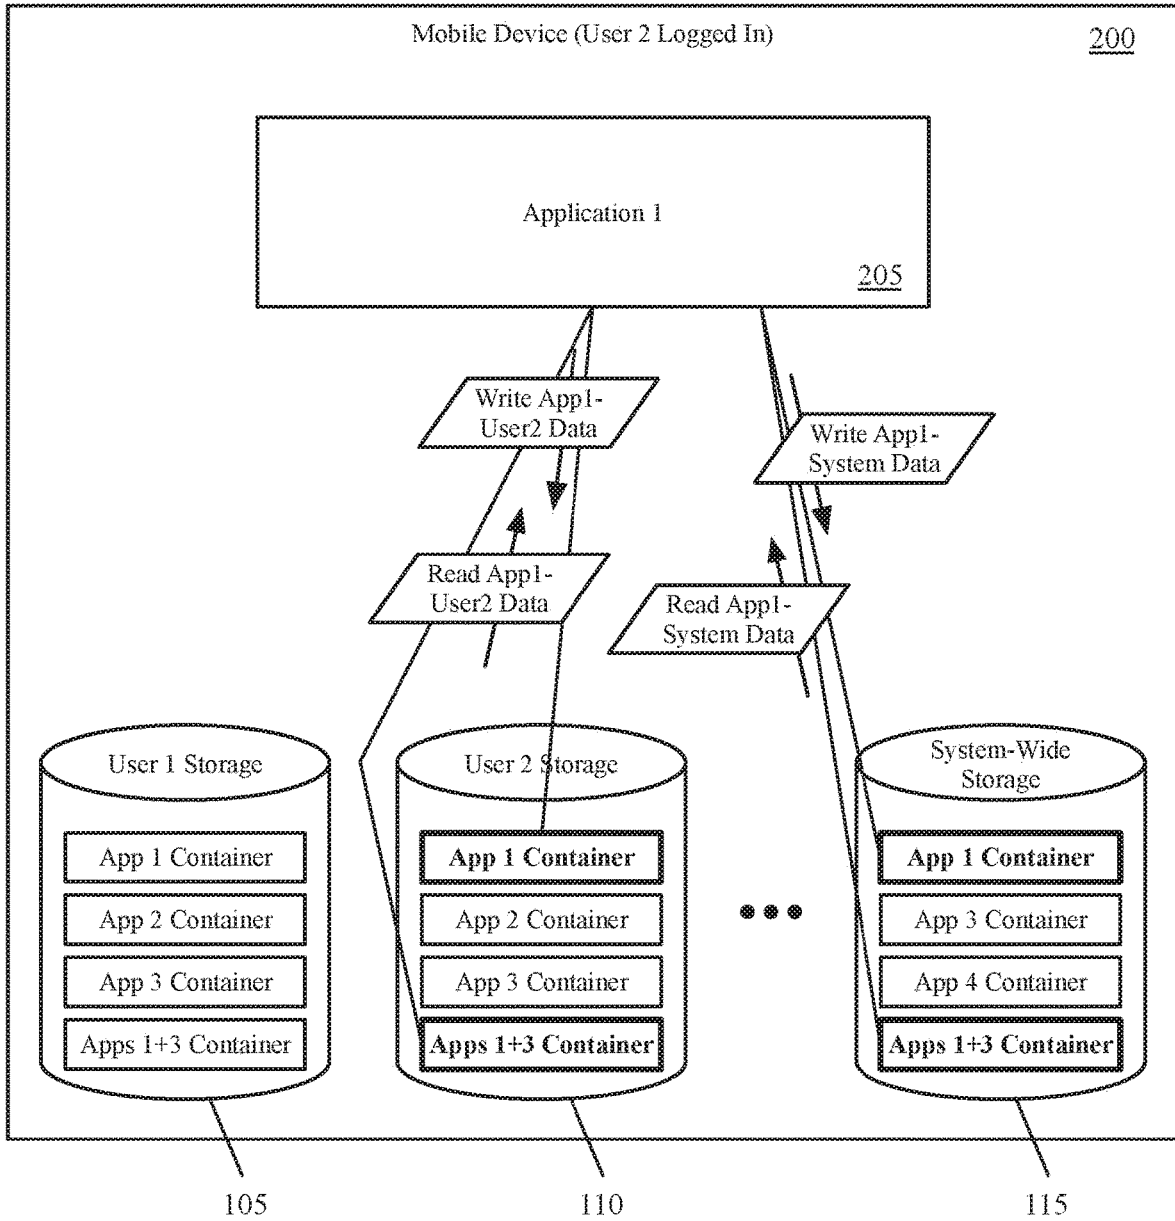 Mobile Device (User 2 Logged In)
200
Application 1
205
Write App1-
User2 Data
Write App1-
System Data
Read App1-
User2 Data
Read App1-
System Data
User 1 Storage
App 1 Container
App 2 Container
App 3 Container
Apps 1+3 Container
User 2 Storage
App 1 Container
App 2 Container
App 3 Container
Apps 1+3 Container
System-Wide
Storage
App 1 Container
App 3 Container
App 4 Container
Apps 1+3 Container
105
110
115